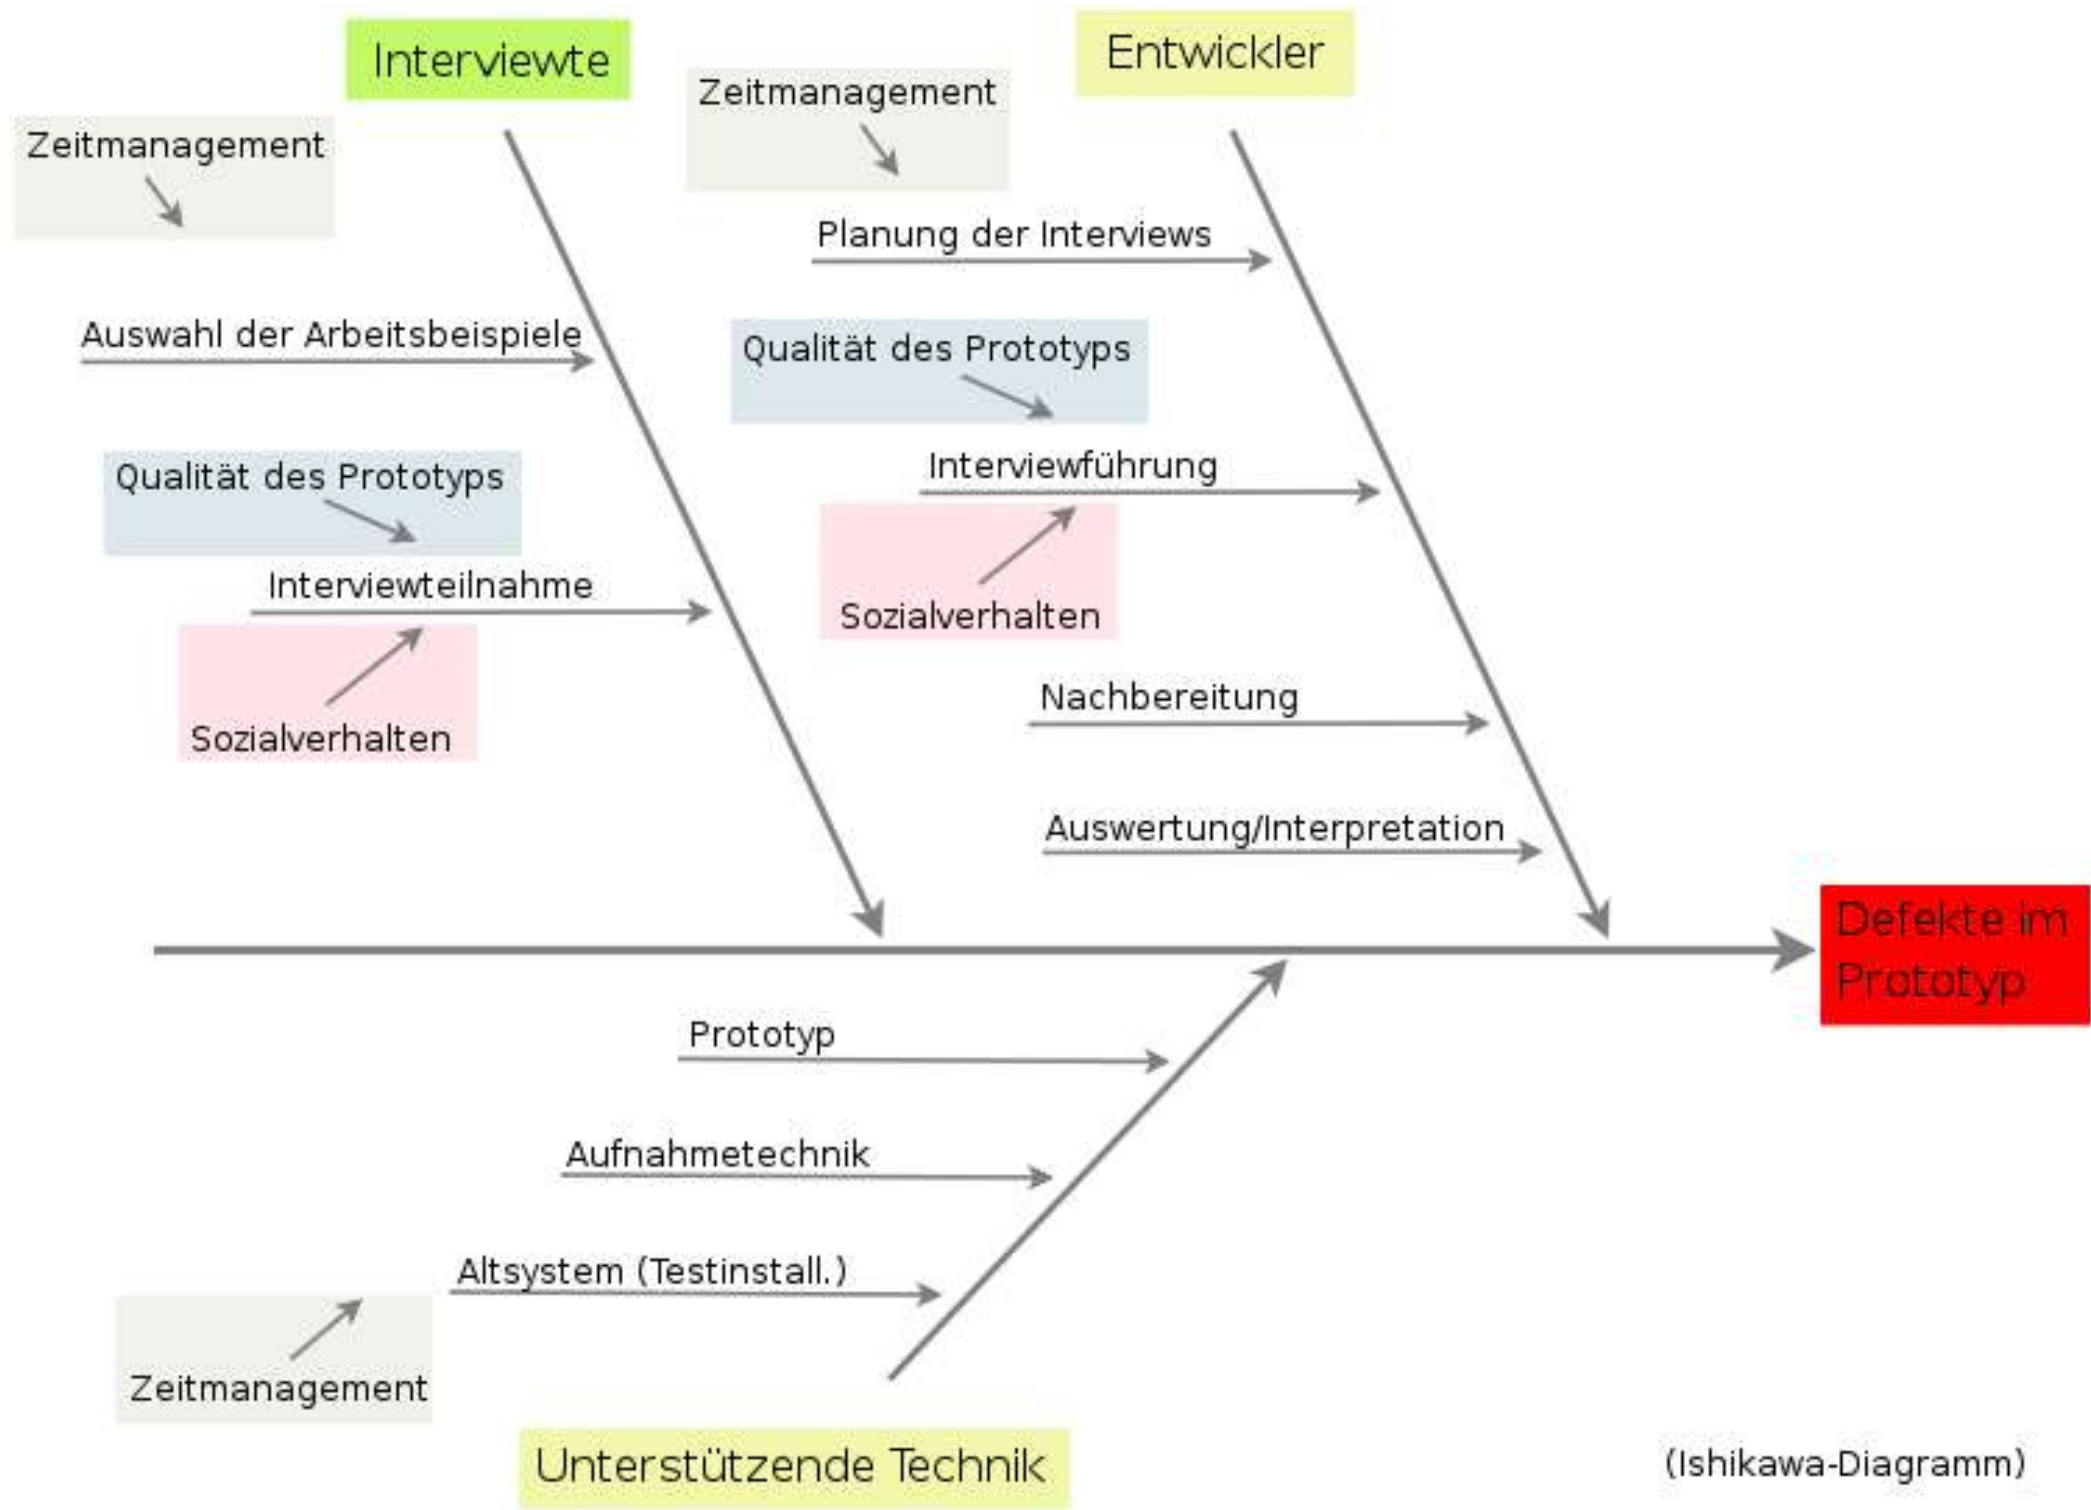 Interviewte
Entwickler
Zeitmanagement
Zeitmanagement
Planung der Interviews
Auswahl der Arbeitsbeispiele
Qualität des Prototyps
Qualität des Prototyps
Interviewführung
Interviewteilnahme
Sozialverhalten
Sozialverhalten
Nachbereitung
Auswertung/Interpretation
Defekte im
Prototyp
Prototyp
Aufnahmetechnik
Altsystem (Testinstall.)
Zeitmanagement
Unterstützende Technik
(Ishikawa-Diagramm)